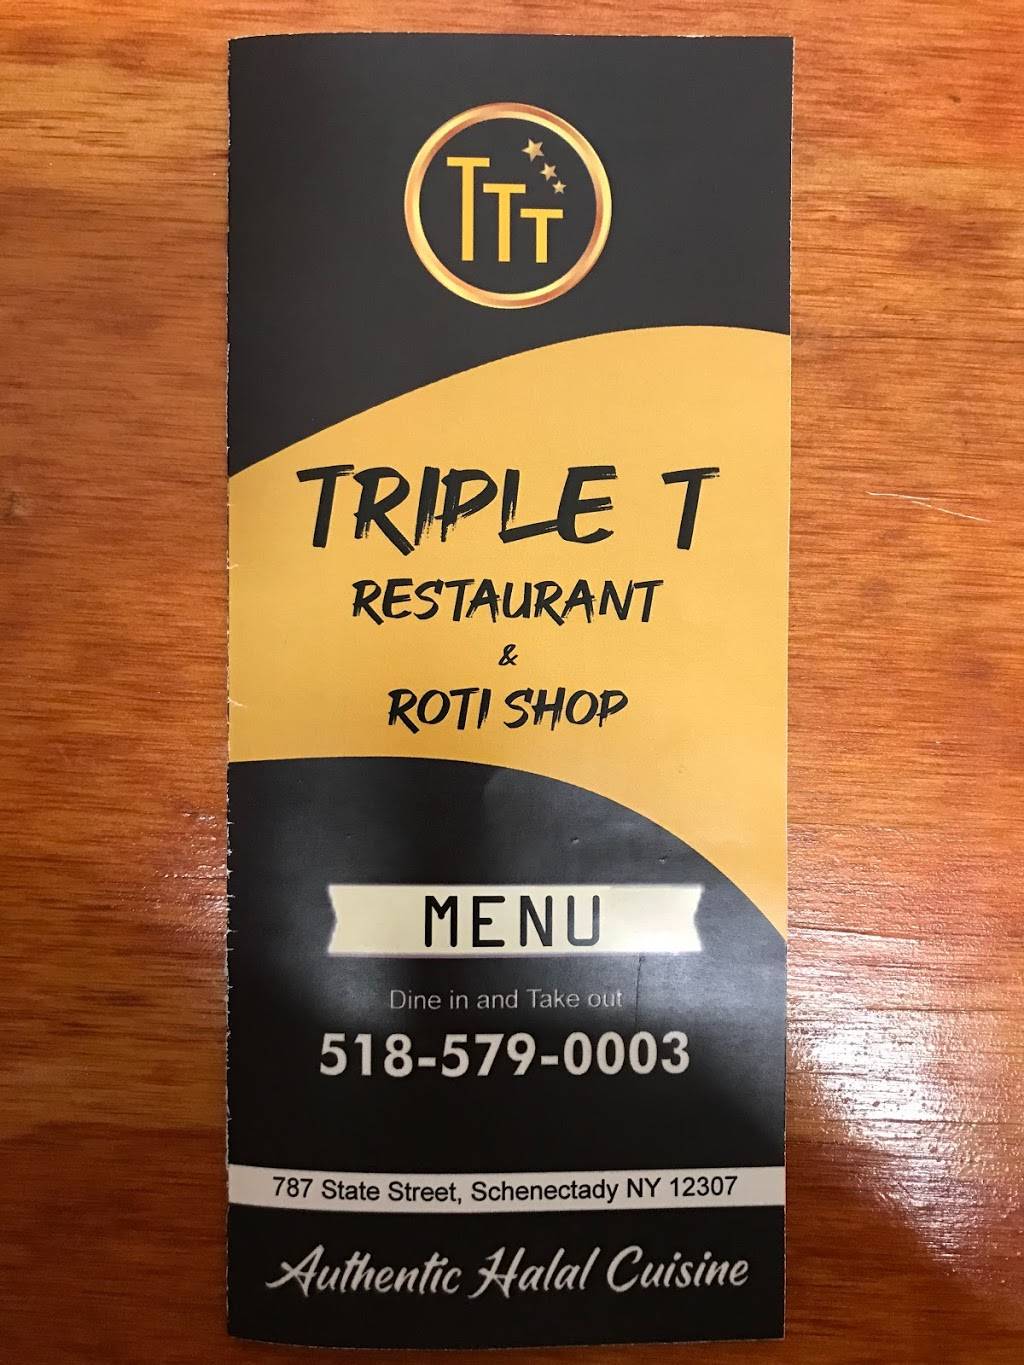 TTT
TRIPLE T
RESTAURANT
&
ROTI SHOP
MENU
Dine in and Take out
518-579-0003
787 State Street, Schenectady NY 12307
Authentic Halal Cuisine